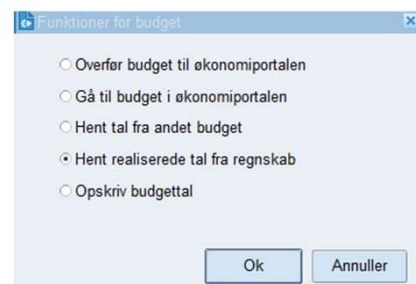 Funktioner for budget
Overfør budget til økonomiportalen
Gå til budget i økonomiportalen
Hent tal fra andet budget
Hent realiserede tal fra regnskab
Opskriv budgettal
Ok
Annuller